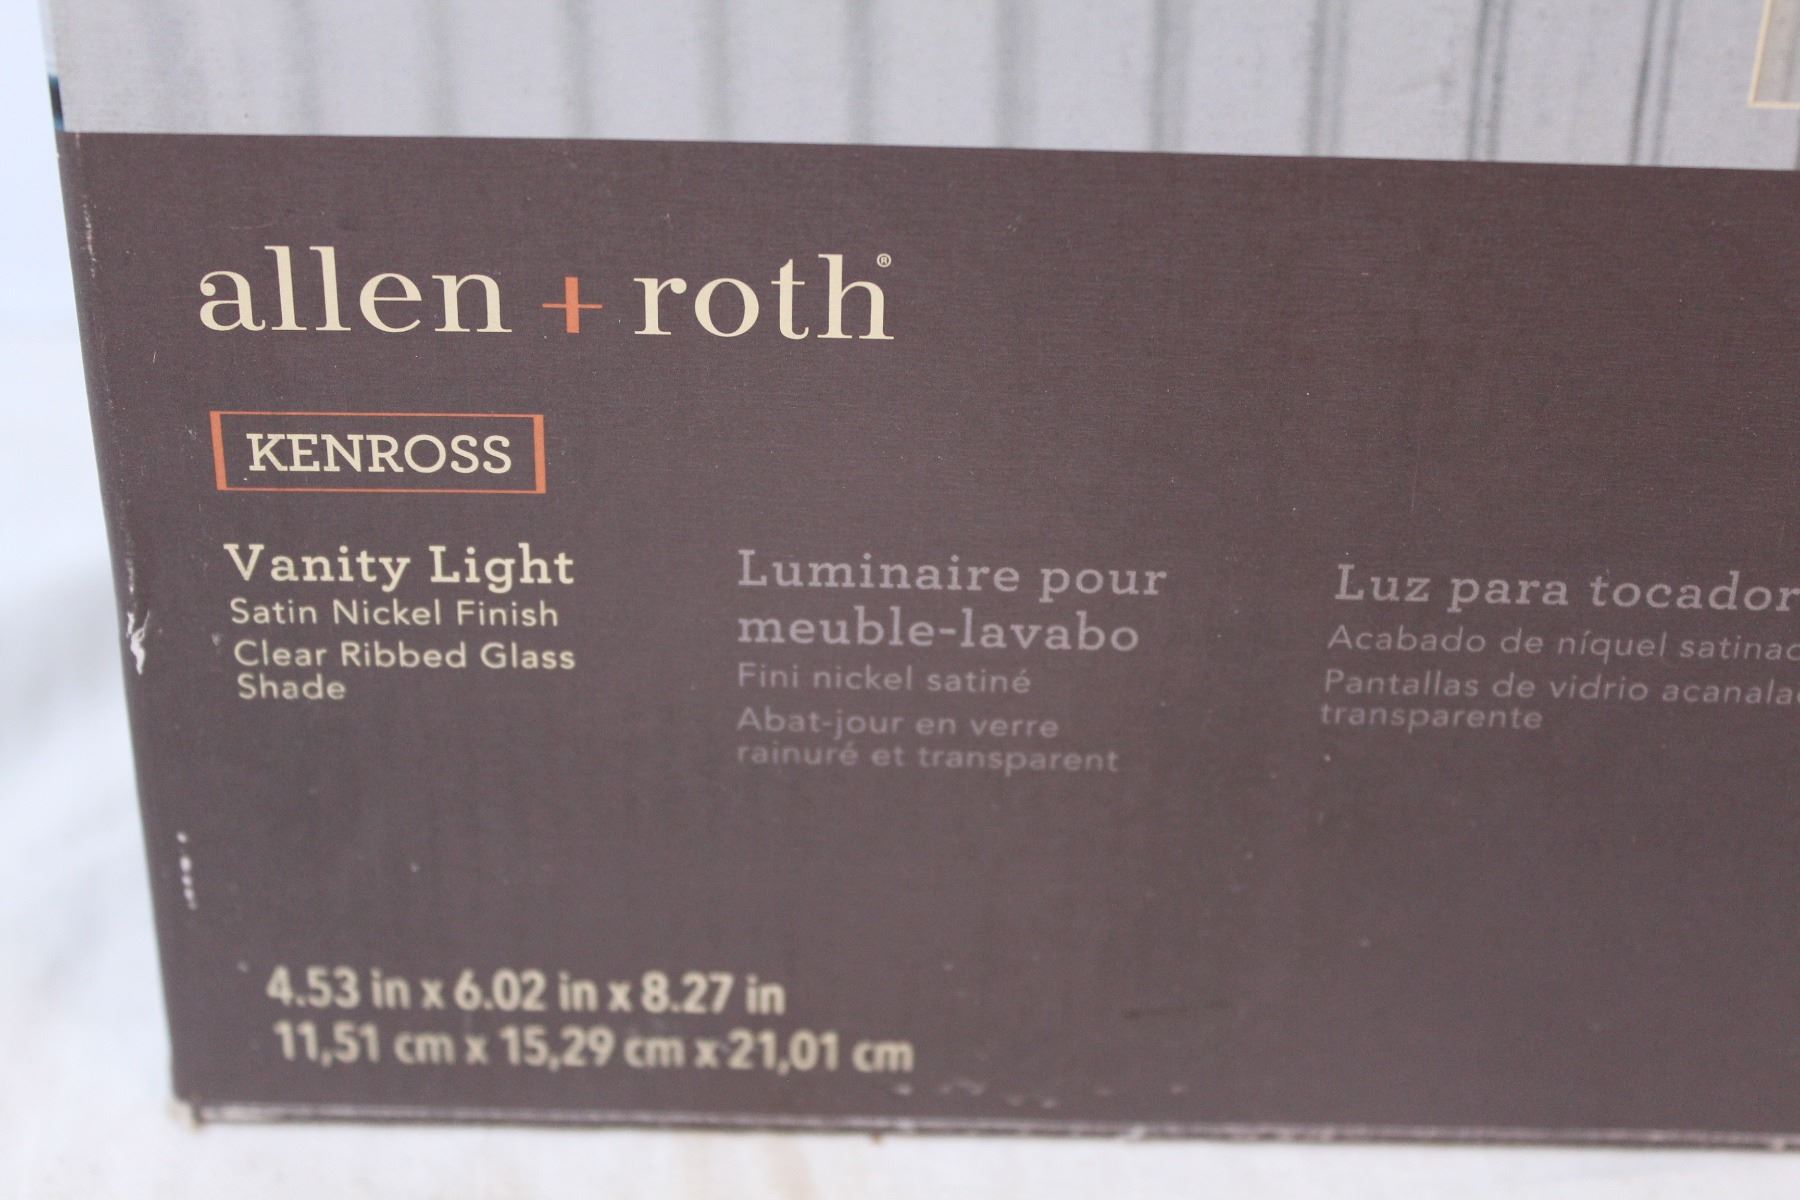 allen + roth®
KENROSS
Vanity Light
Satin Nickel Finish
Clear Ribbed Glass
Shade
Luminaire pour
meuble-lavabo
Fini nickel satiné
Abat-jour en verre
rainuré et transparent
Luz para tocador
Acabado de níquel
Pantallas de vidrio
transparente
4.53 in x 6.02 in x 8.27 in
11,51 cm x 15,29 cm x 21,01 cm